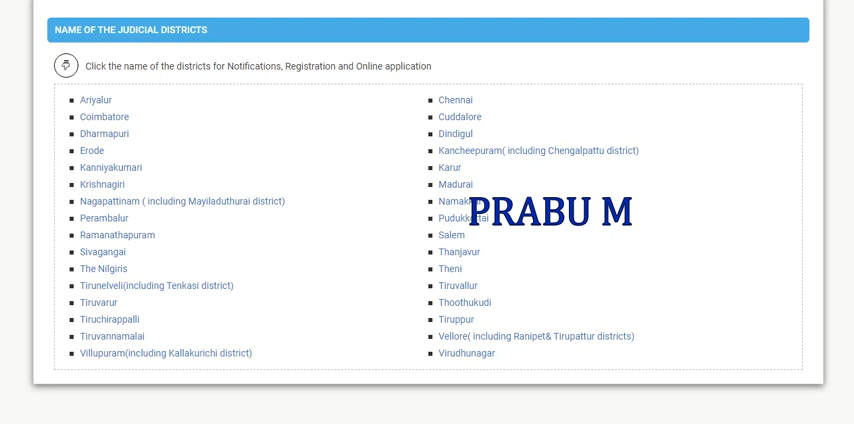 NAME OF THE JUDICIAL DISTRICTS
Click the name of the districts for Notifications, Registration and Online application
Ariyalur
Coimbatore
Dharmapuri
Erode
Kanniyakumari
Krishnagiri
Nagapattinam ( including Mayiladuthurai district)
Perambalur
Ramanathapuram
Sivagangai
The Nilgiris
Tirunelveli(including Tenkasi district)
Tiruvarur
Tiruchirappalli
Tiruvannamalai
Villupuram(including Kallakurichi district)
Chennai
Cuddalore
Dindigul
Kancheepuram( including Chengalpattu district)
Karur
Madurai
Namakkal
Pudukkottai
PRABU M
Salem
Thanjavur
Theni
Tiruvallur
Thoothukudi
Tiruppur
Vellore( including Ranipet& Tirupattur districts)
Virudhunagar